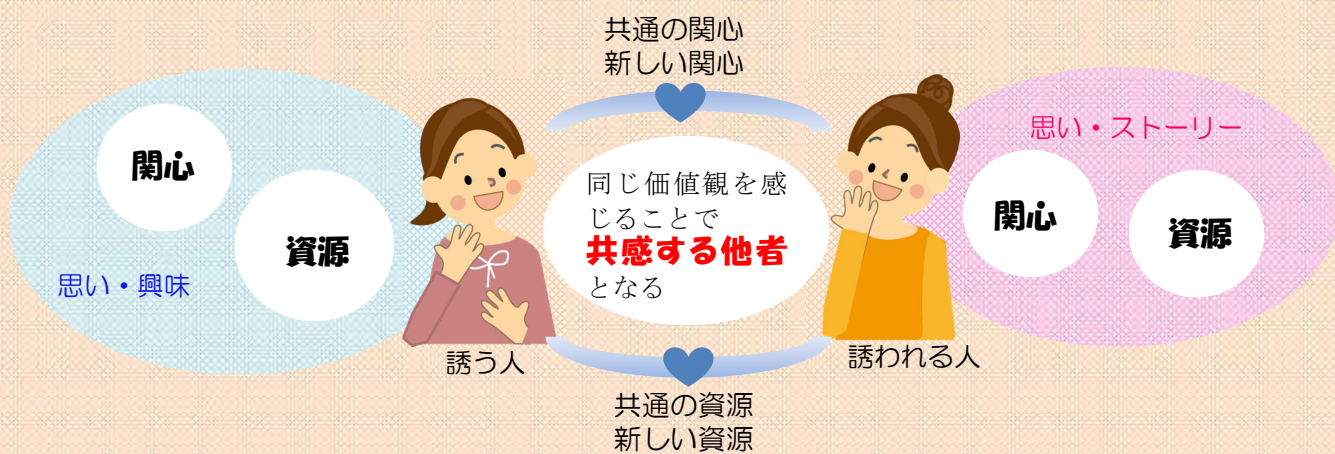 共通の関心
新しい関心
関心
資源
思い・興味
誘う人
同じ価値観を感
じることで
共感する他者
となる
思い・ストーリー
関心
資源
誘われる人
共通の資源
新しい資源